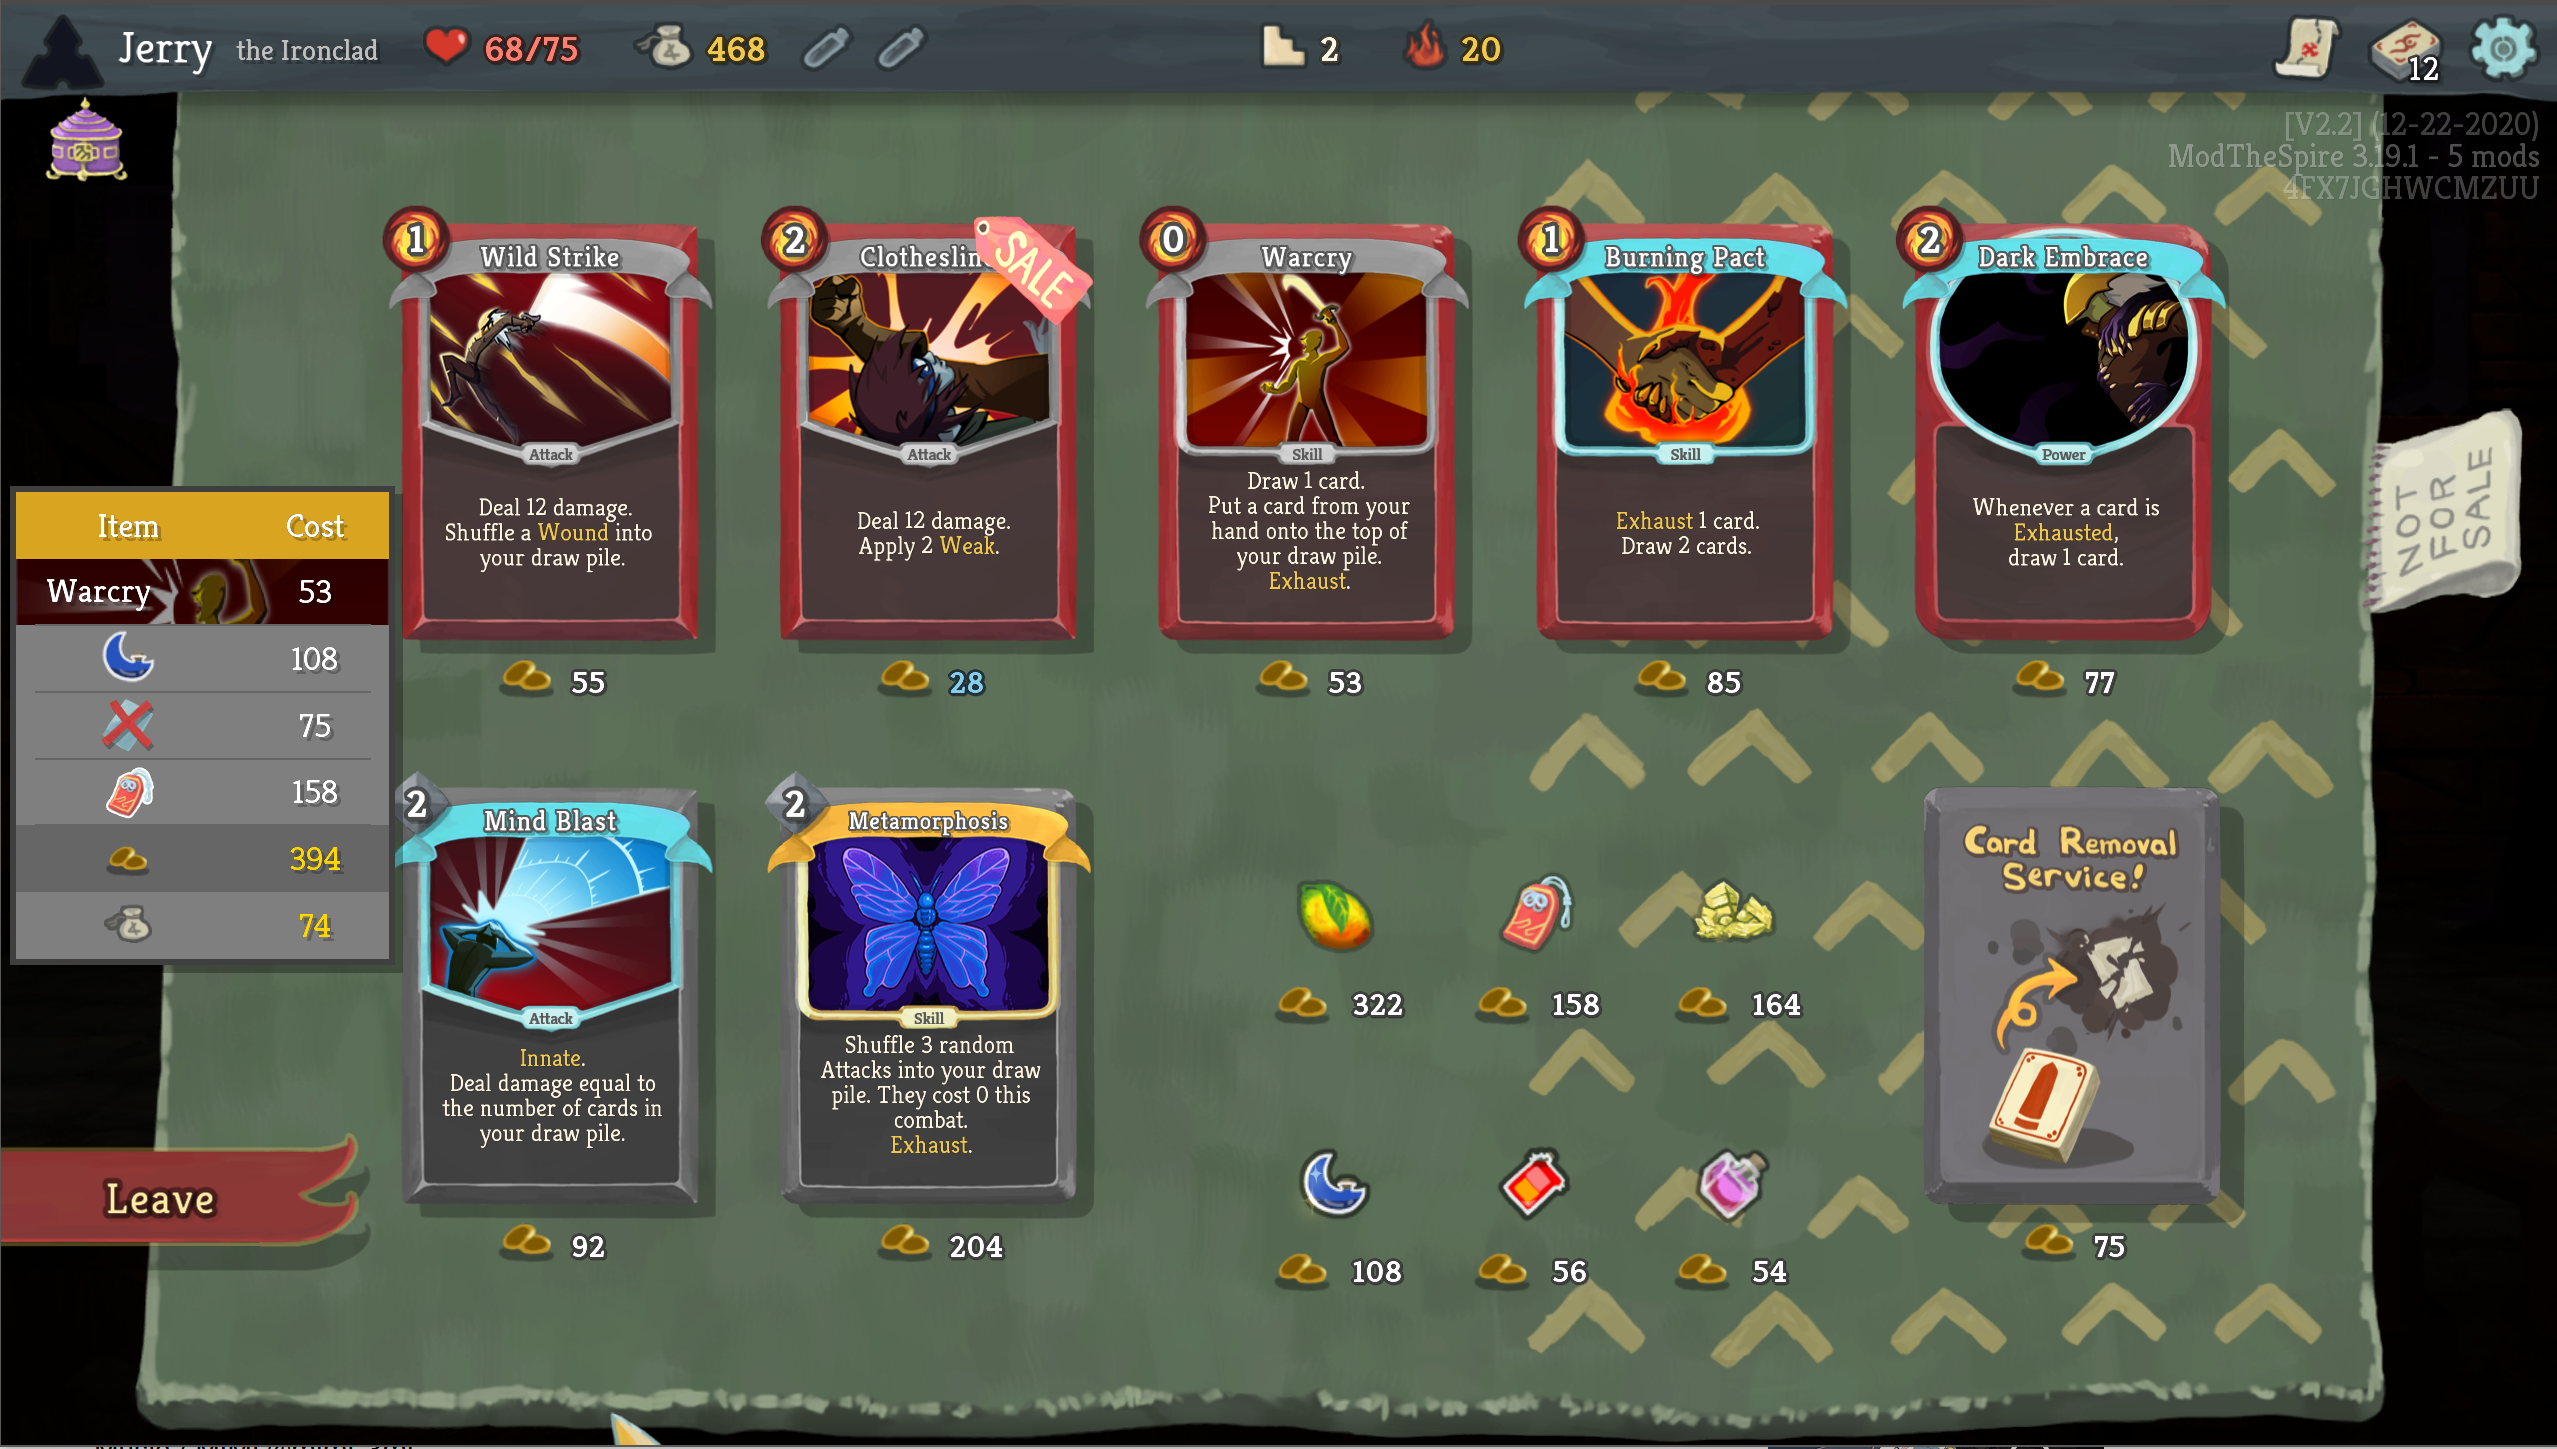 Jerry the Ironclad 68/75 468 2 20 12
[V2.2] (12-22-2020)
ModTheSpire 3.19.1 - 5 mods
4FX7JGHWCMZUU
1 Wild Strike
Attack
Deal 12 damage.
Shuffle a Wound into
your draw pile.
55
2 Clotheslin
SALE
Attack
Deal 12 damage.
Apply 2 Weak.
28
0 Warcry
Skill
Draw 1 card.
Put a card from your
hand onto the top of
your draw pile.
Exhaust.
53
1 Burning Pact
Skill
Exhaust 1 card.
Draw 2 cards.
85
2 Dark Embrace
Power
Whenever a card is
Exhausted,
draw 1 card.
77
NOT
FOR
SALE
Item Cost
Warcry 53
108
75
158
394
74
2 Mind Blast
Attack
Innate.
Deal damage equal to
the number of cards in
your draw pile.
92
2 Metamorphosis
Skill
Shuffle 3 random
Attacks into your draw
pile. They cost 0 this
combat.
Exhaust.
204
322 158 164
108 56 54
Card Removal
Service!
75
Leave